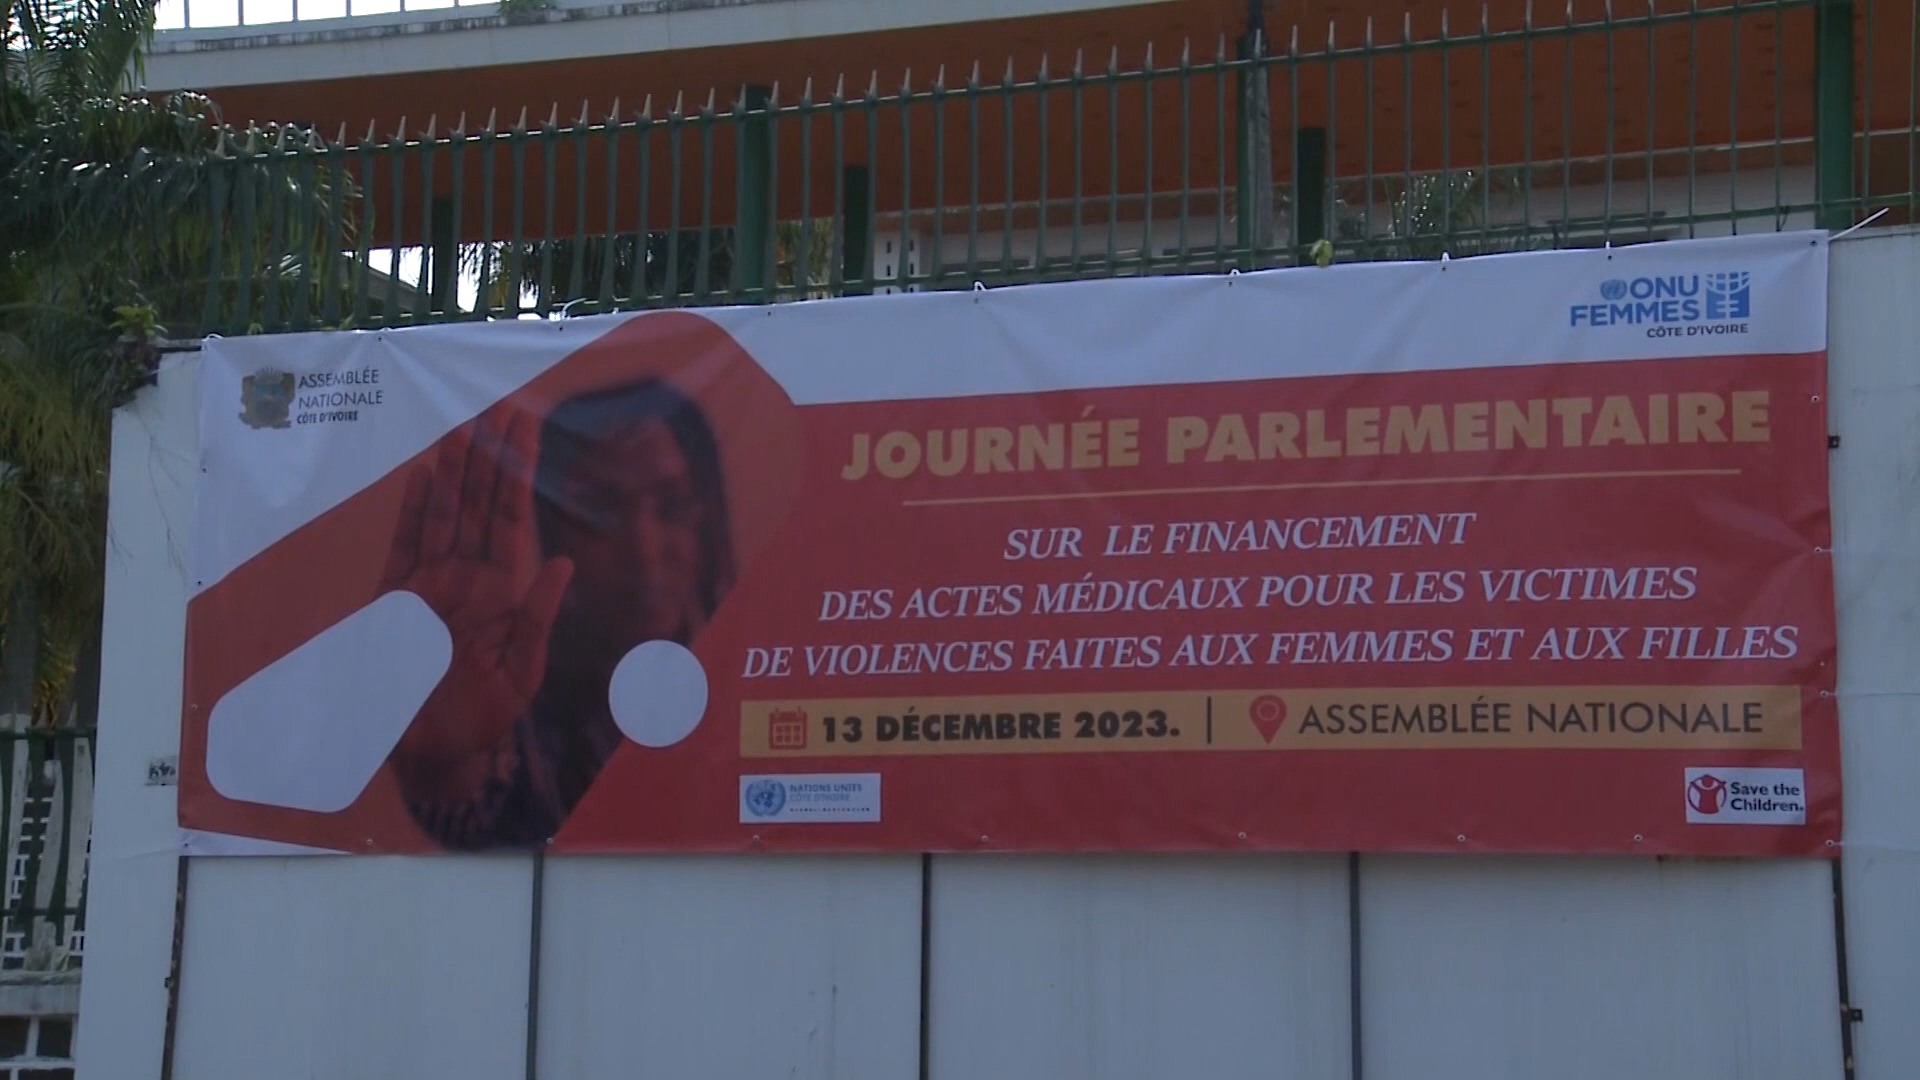 ASSEMBLÉE
NATIONALE
CÔTE D'IVOIRE
ONU
FEMMES
CÔTE D'IVOIRE
JOURNÉE PARLEMENTAIRE
SUR LE FINANCEMENT
DES ACTES MÉDICAUX POUR LES VICTIMES
DE VIOLENCES FAITES AUX FEMMES ET AUX FILLES
13 DÉCEMBRE 2023. | ASSEMBLÉE NATIONALE
NATIONS UNIES
CÔTE D'IVOIRE
Save the
Children.